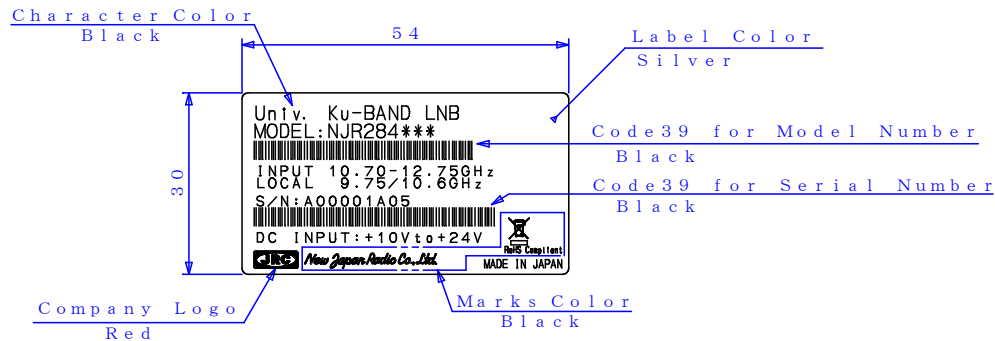 Character Color
Black
54
Label Color
Silver
30
Univ. Ku-BAND LNB
MODEL:NJR284***
Code39 for Model Number
Black
INPUT 10.70-12.75GHz
LOCAL 9.75/10.6GHz
Code39 for Serial Number
Black
S/N:A00001A05
DC INPUT:+10Vto+24V
RoHS Compliant
JRC New Japan Radio Co.,Ltd.
MADE IN JAPAN
Company Logo
Red
Marks Color
Black